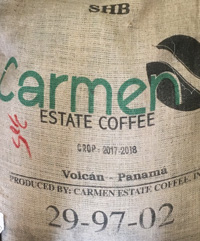 SHB
Carmen
ESTATE COFFEE
CROP: 2017-2018
Volcán - Panamá
PRODUCED BY: CARMEN ESTATE COFFEE, IN
29-97-02